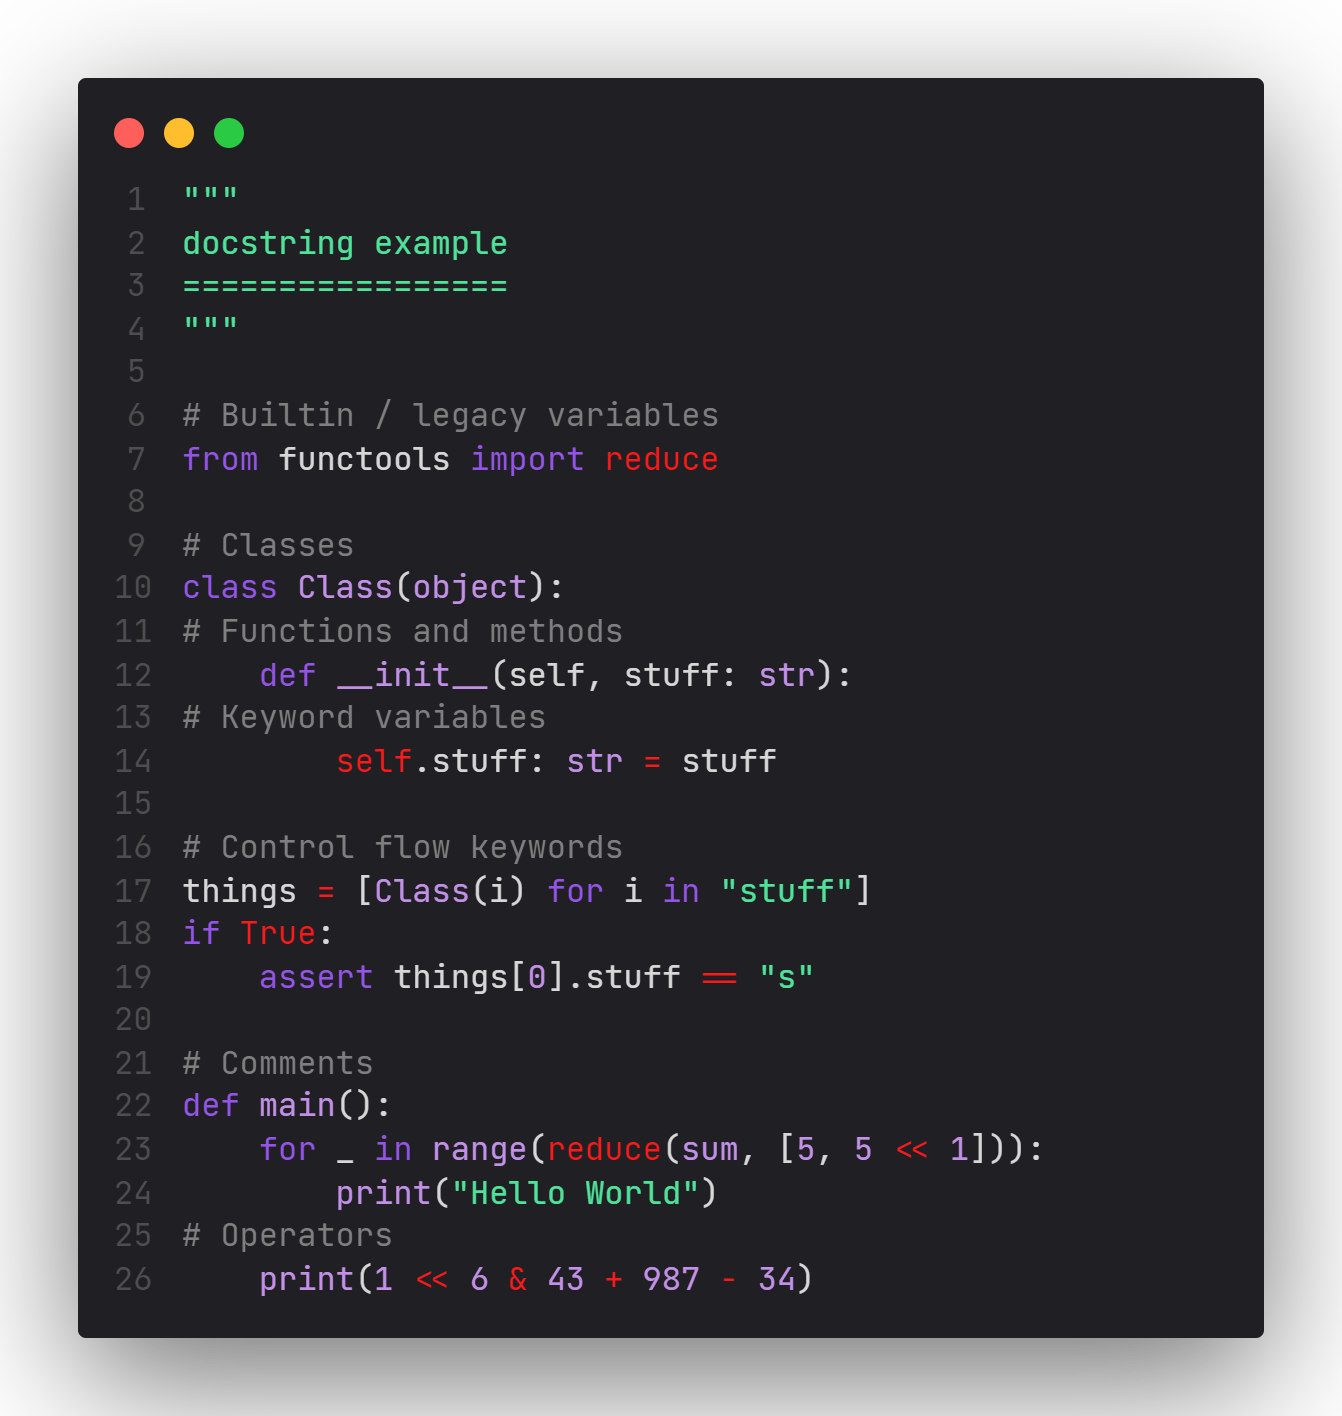 1 """
2 docstring example
3 =================
4 """
5
6 # Builtin / legacy variables
7 from functools import reduce
8
9 # Classes
10 class Class(object):
11 # Functions and methods
12     def __init__(self, stuff: str):
13 # Keyword variables
14         self.stuff: str = stuff
15
16 # Control flow keywords
17 things = [Class(i) for i in "stuff"]
18 if True:
19     assert things[0].stuff == "s"
20
21 # Comments
22 def main():
23     for _ in range(reduce(sum, [5, 5 << 1])):
24         print("Hello World")
25 # Operators
26     print(1 << 6 & 43 + 987 - 34)